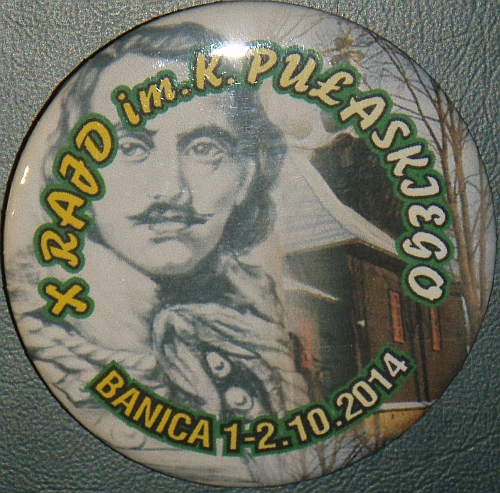 X RAJD im. K. PUŁASKIEGO
BANICA 1-2.10.2014